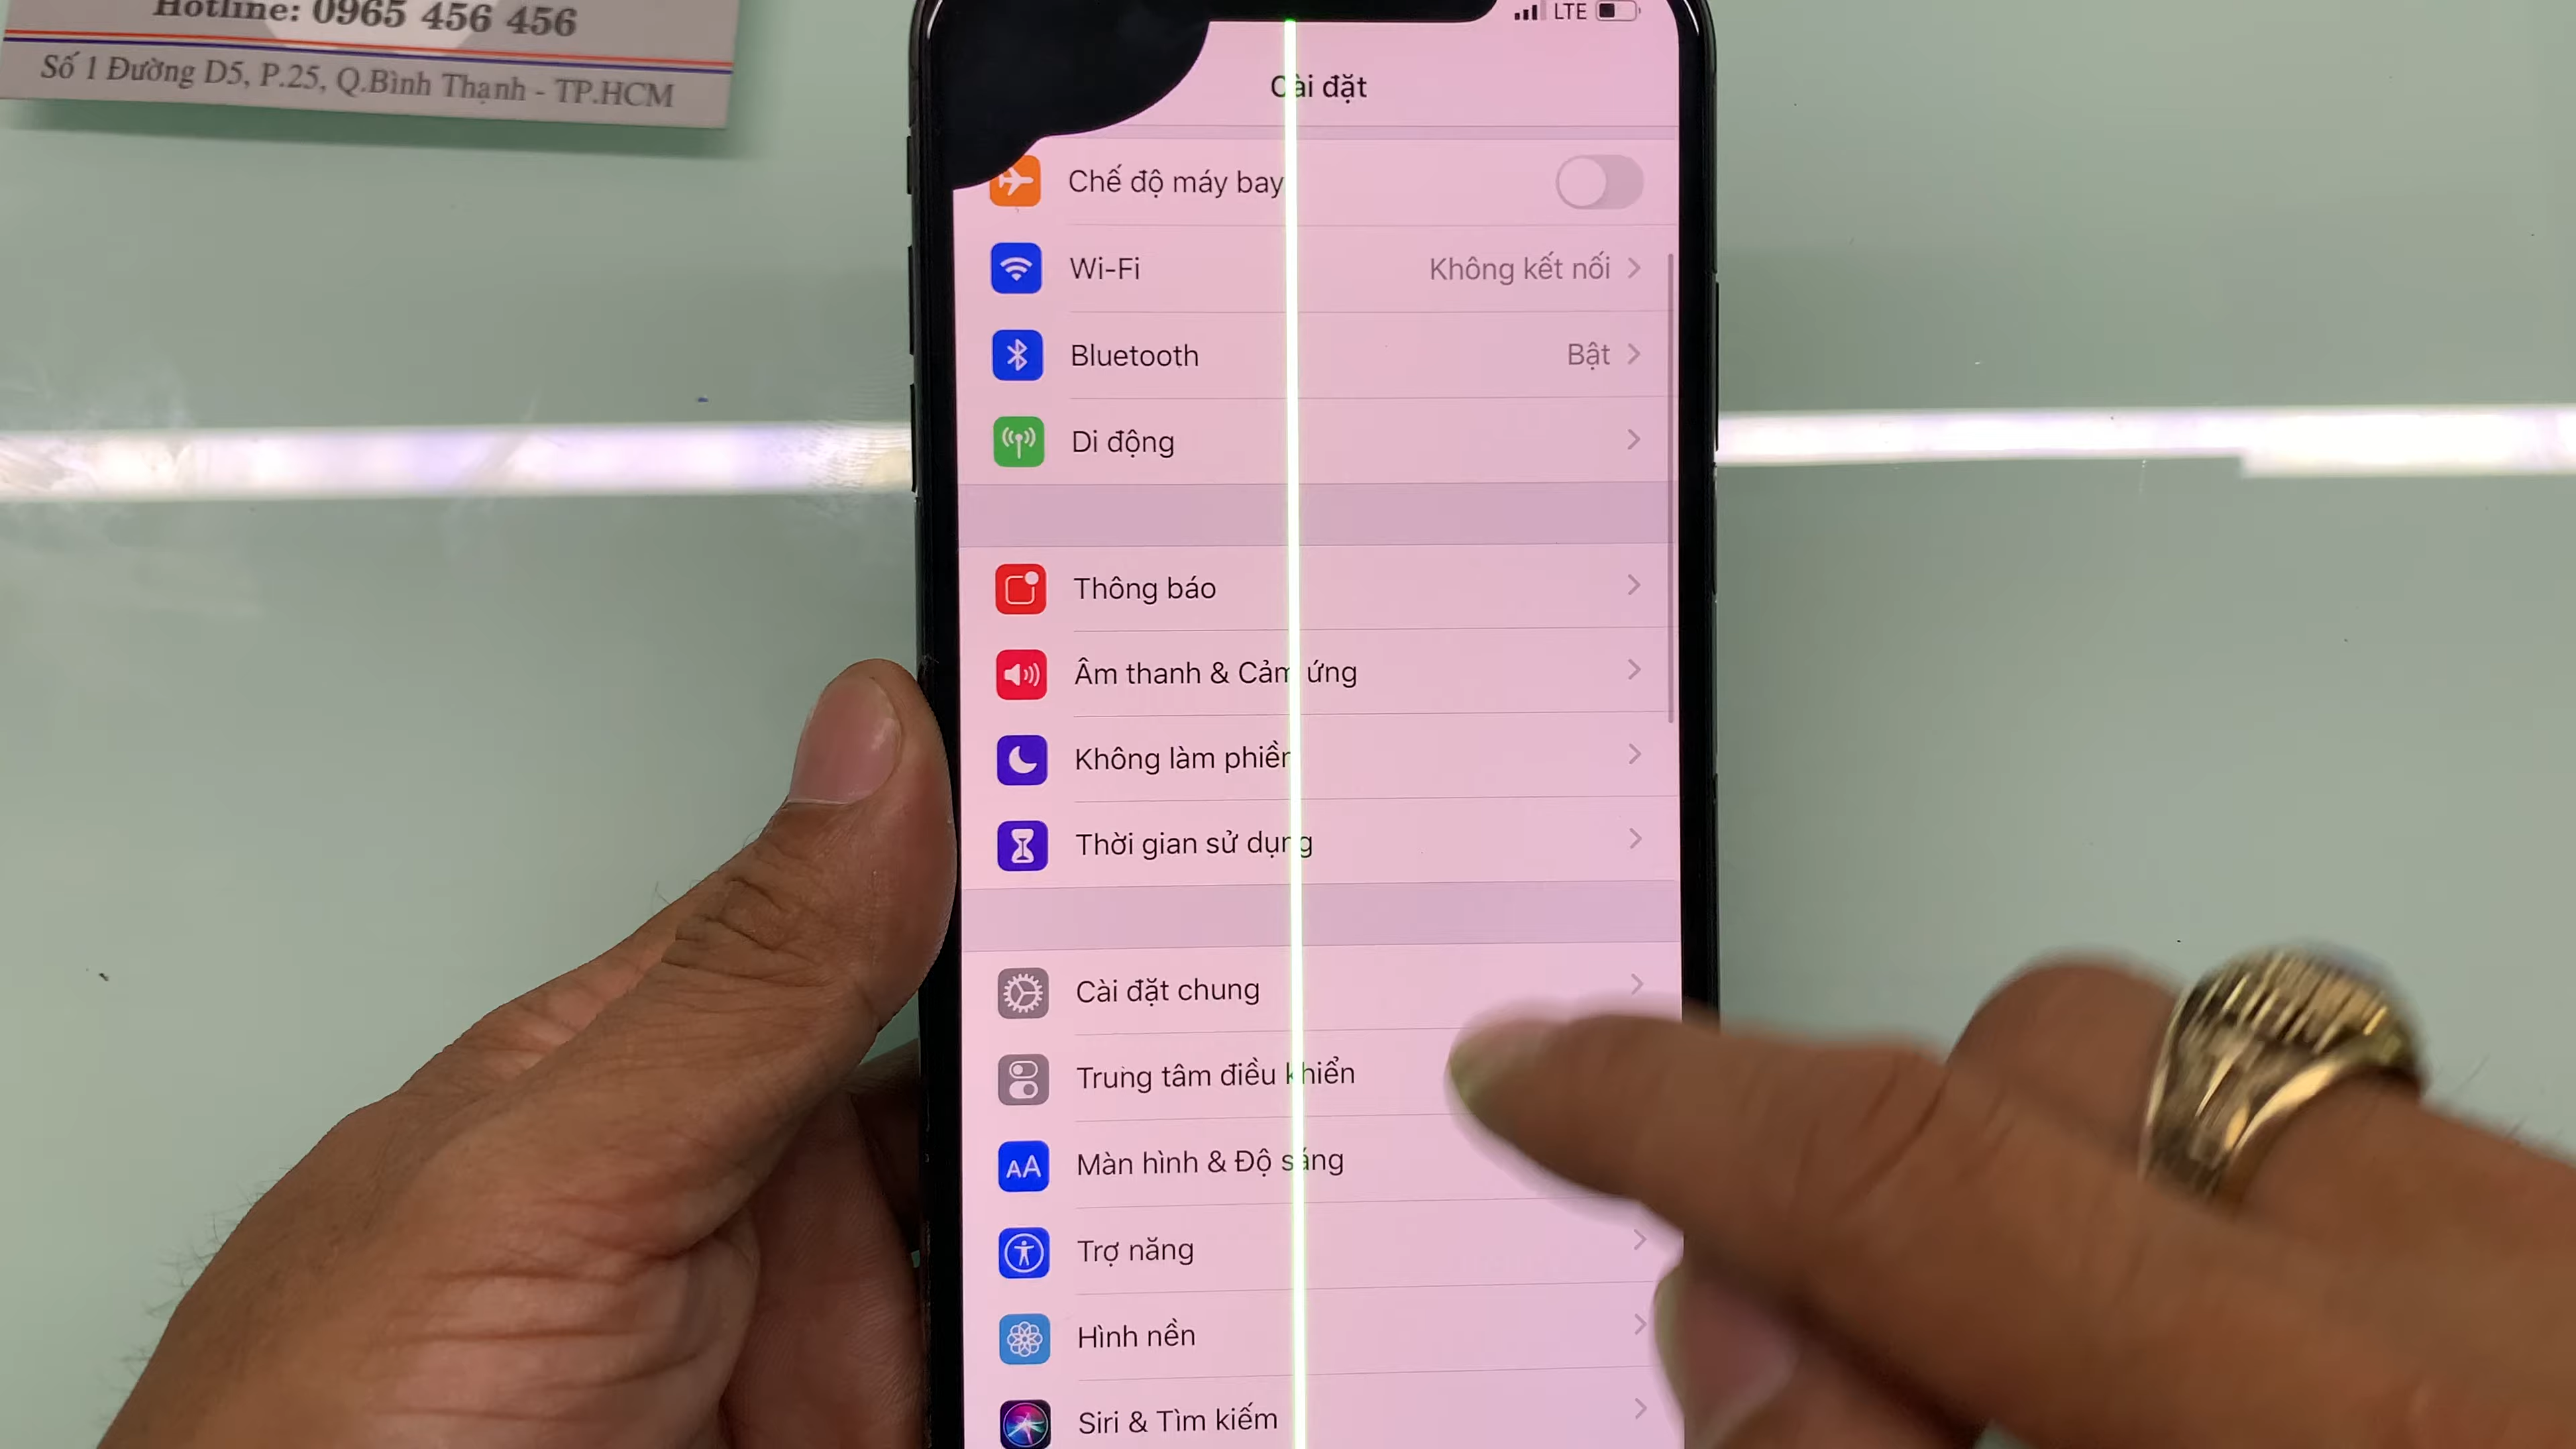 Hotline: 0965 456 456
Số 1 Đường D5, P.25, Q.Bình Thạnh - TP.HCM
LTE
Cài đặt
Chế độ máy bay
Wi-Fi
Không kết nối
Bluetooth
Bật
Di động
Thông báo
Âm thanh & Cảm ứng
Không làm phiền
Thời gian sử dụng
Cài đặt chung
Trung tâm điều khiển
AA
Màn hình & Độ sáng
Trợ năng
Hình nền
Siri & Tìm kiếm